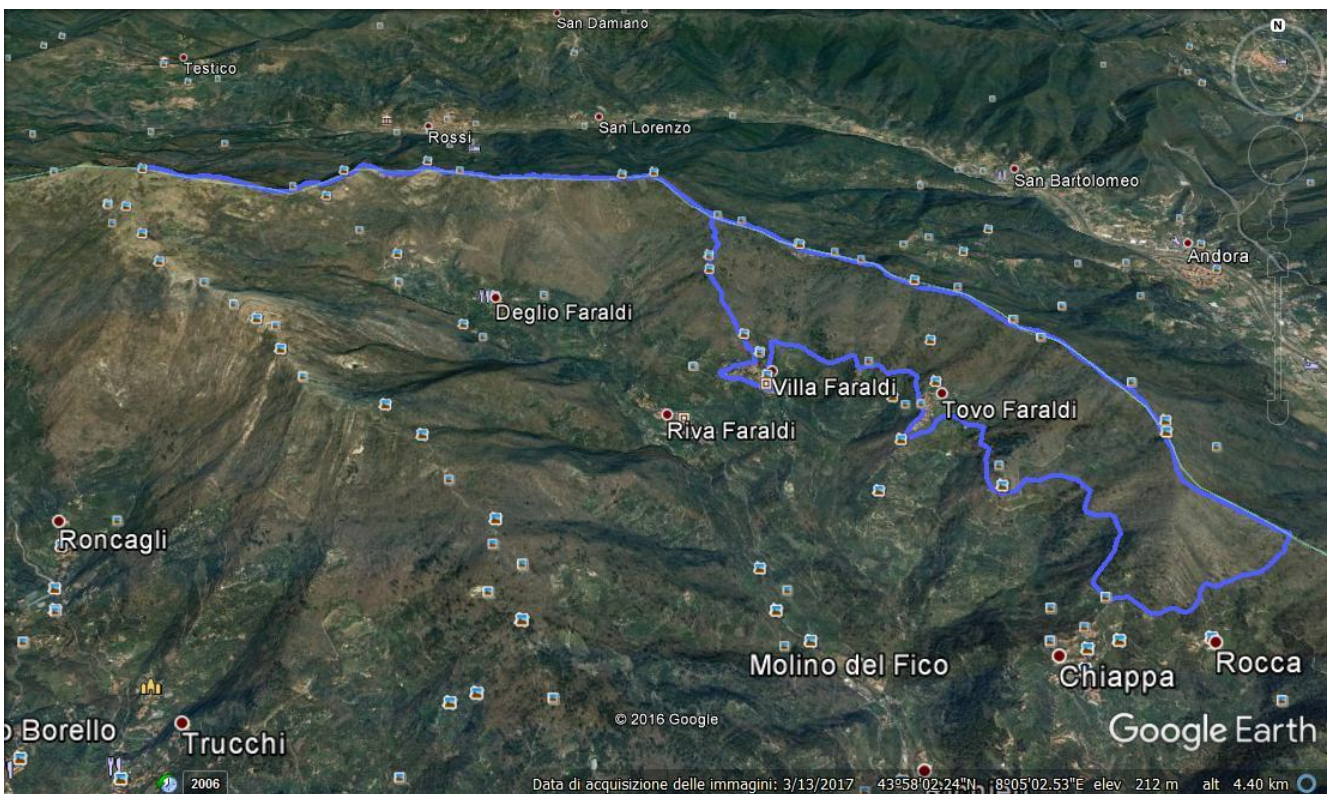 San Damiano
N
Testico
San Lorenzo
Rossi
San Bartolomeo
Andora
Deglio Faraldi
Villa Faraldi
Tovo Faraldi
Riva Faraldi
Roncagli
Molino del Fico
Rocca
Chiappa
© 2016 Google
o Borello
Trucchi
Google Earth
2006
Data di acquisizione delle immagini: 3/13/2017 43°58'02.24"N 8°05'02.53"E elev 212 m alt 4.40 km